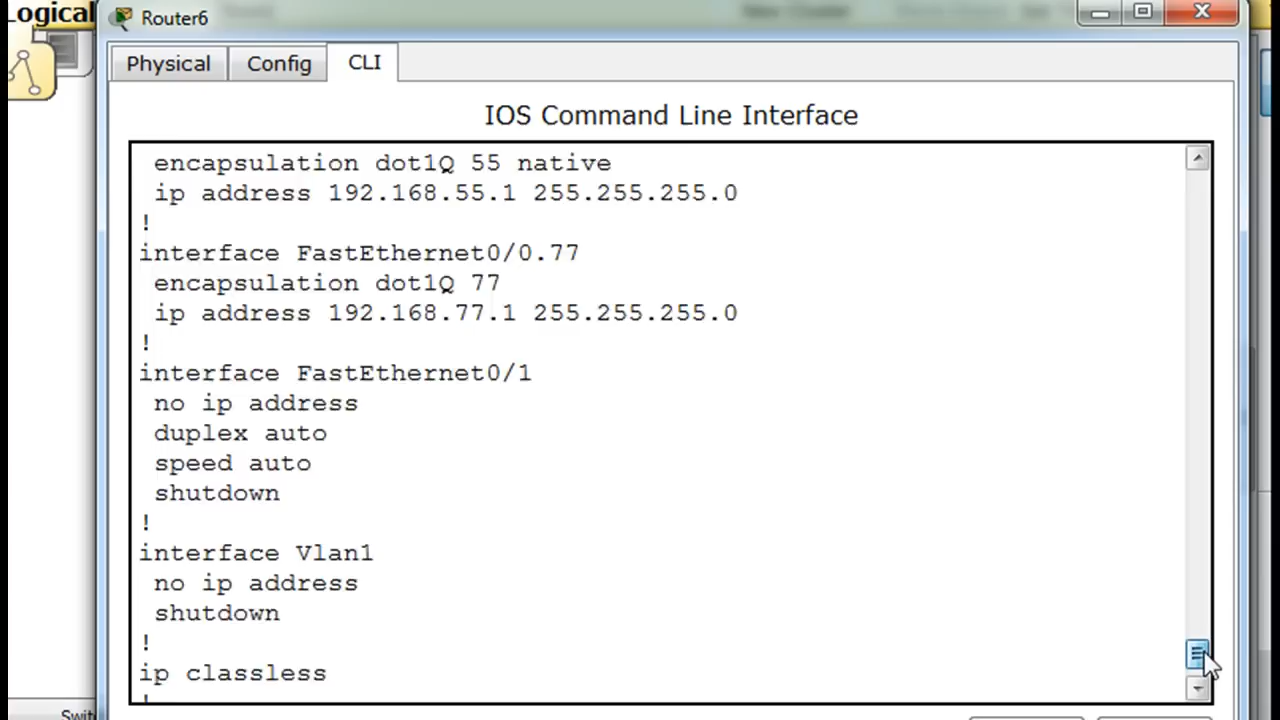 Logical
Router6
Physical
Config
CLI
IOS Command Line Interface
encapsulation dot1Q 55 native
ip address 192.168.55.1 255.255.255.0
!
interface FastEthernet0/0.77
encapsulation dot1Q 77
ip address 192.168.77.1 255.255.255.0
!
interface FastEthernet0/1
no ip address
duplex auto
speed auto
shutdown
!
interface Vlan1
no ip address
shutdown
!
ip classless
!